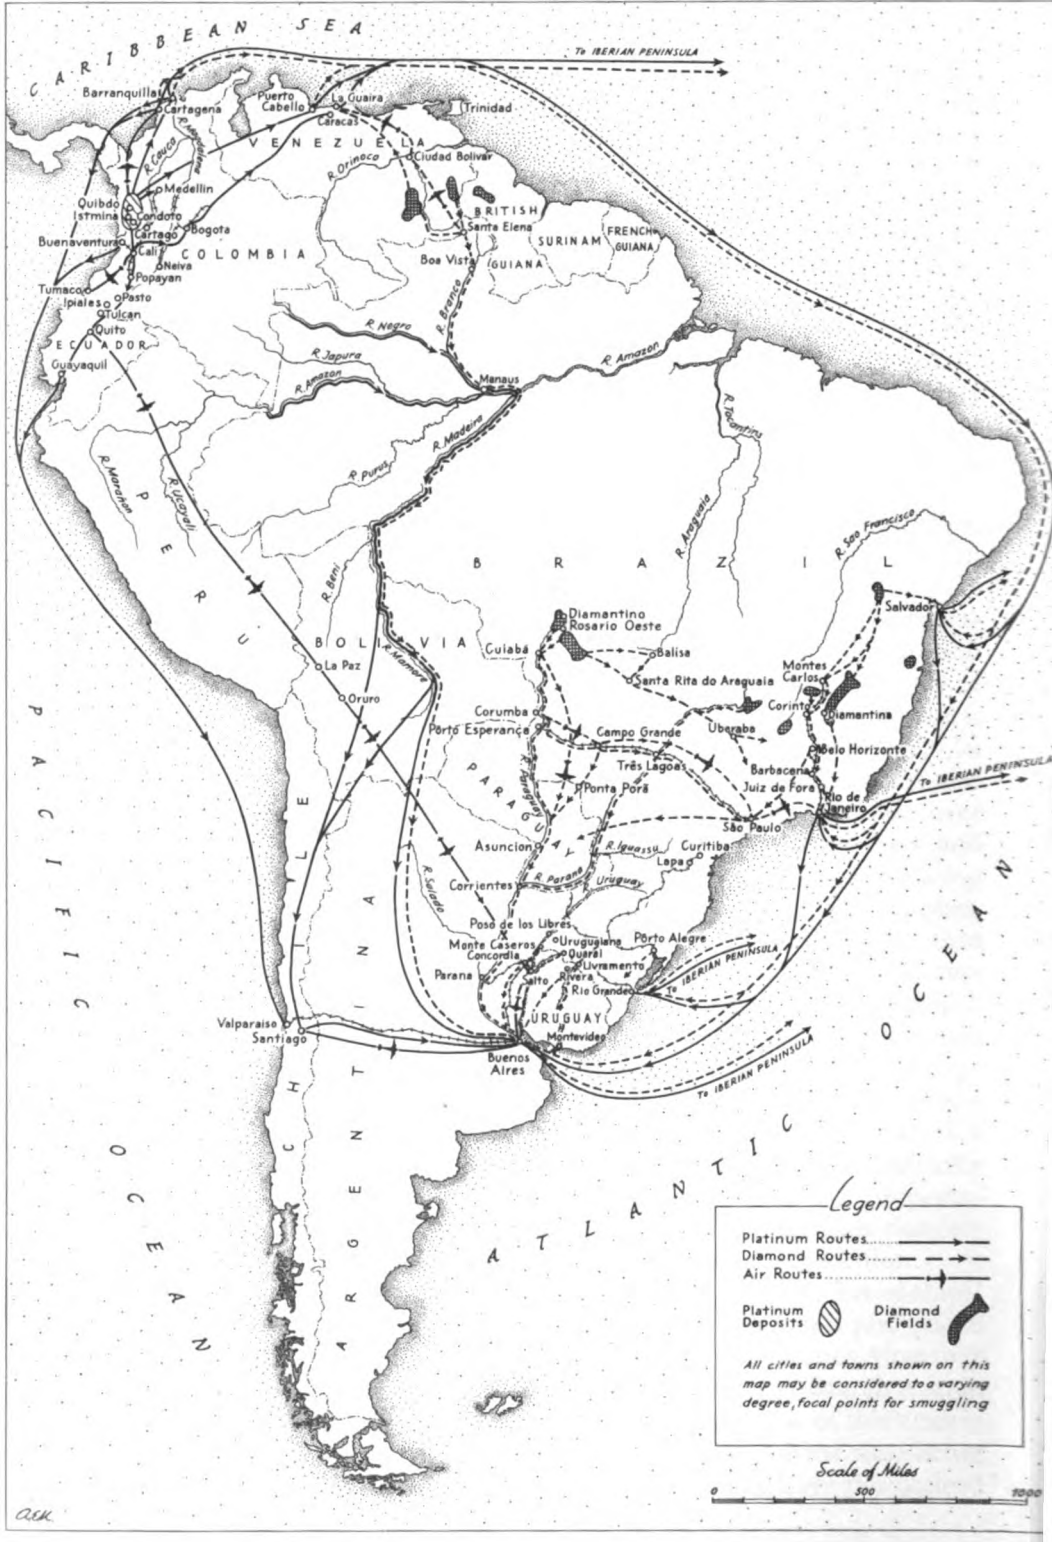 CARIBBEAN SEA
To IBERIAN PENINSULA
Barranquilla
Cartagena
Puerto
Cabello
La Guaira
Caracas
Trinidad
R. Cauca
R. Magdalena
VENEZUELA
R. Orinoco
Ciudad Bolivar
Medellin
Quibdo
Istmina
Condoto
Cartago
Bogota
Buenaventura
Cali
COLOMBIA
Neiva
Popayan
Tumaco
Ipiales
Pasto
Tulcan
Quito
ECUADOR
Guayaquil
BRITISH
GUIANA
Santa Elena
SURINAM
FRENCH
GUIANA
Boa Vista
R. Branco
R. Negro
R. Japura
R. Amazon
Manaus
R. Amazon
R. Madeira
R. Purus
R. Tocantins
R. Marañon
R. Ucayali
PERU
R. Araguaia
R. Sao Francisco
BRAZIL
R. Beni
BOLIVIA
R. Mamore
La Paz
Oruro
Diamantino
Rosario Oeste
Cuiabá
Balisa
Santa Rita do Araguaia
Salvador
Montes
Carlos
Corinto
Diamantina
Corumba
Porto Esperança
Campo Grande
Uberaba
Belo Horizonte
Três Lagoas
Barbacena
Juiz de Fora
Rio de
Janeiro
To IBERIAN PENINSULA
PARAGUAY
R. Paraguay
Ponta Porã
São Paulo
Asuncion
R. Iguassu
Curitiba
Lapa
R. Parana
Corrientes
Uruguay
R. Salado
Poso de los Libres
Monte Caseros
Concordia
Uruguaiana
Quarai
Porto Alegre
Livramento
Rivera
Parana
Salto
Rio Grande
To IBERIAN PENINSULA
URUGUAY
Montevideo
Valparaiso
Santiago
Buenos
Aires
To IBERIAN PENINSULA
CHILE
ARGENTINA
PACIFIC OCEAN
ATLANTIC OCEAN
Legend
Platinum Routes
Diamond Routes
Air Routes
Platinum
Deposits
Diamond
Fields
All cities and towns shown on this
map may be considered to a varying
degree, focal points for smuggling
Scale of Miles
0 500 1000